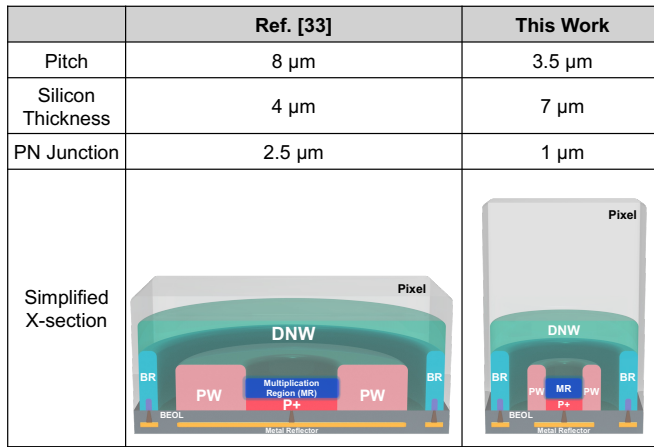 Ref. [33] This Work
Pitch 8 µm 3.5 µm
Silicon
Thickness 4 µm 7 µm
PN Junction 2.5 µm 1 µm
Simplified
X-section
Pixel
DNW
BR
PW
Multiplication
Region (MR)
P+
PW
BR
BEOL
Metal Reflector
Pixel
DNW
BR
PW
MR
PW
BR
P+
BEOL
Metal Reflector